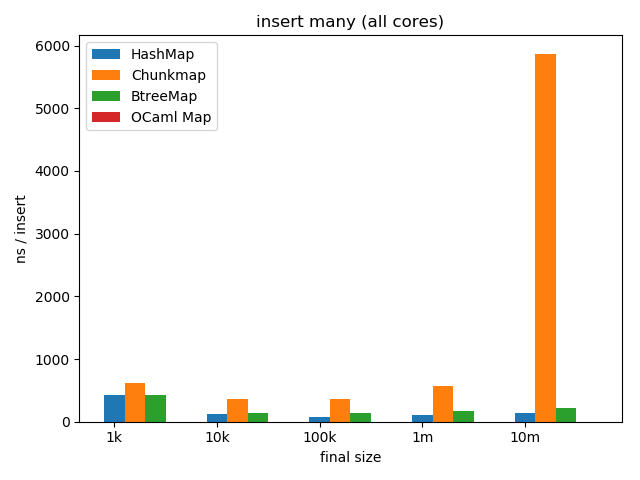 insert many (all cores)
HashMap
Chunkmap
BtreeMap
OCaml Map
ns / insert
6000
5000
4000
3000
2000
1000
0
1k 10k 100k 1m 10m
final size